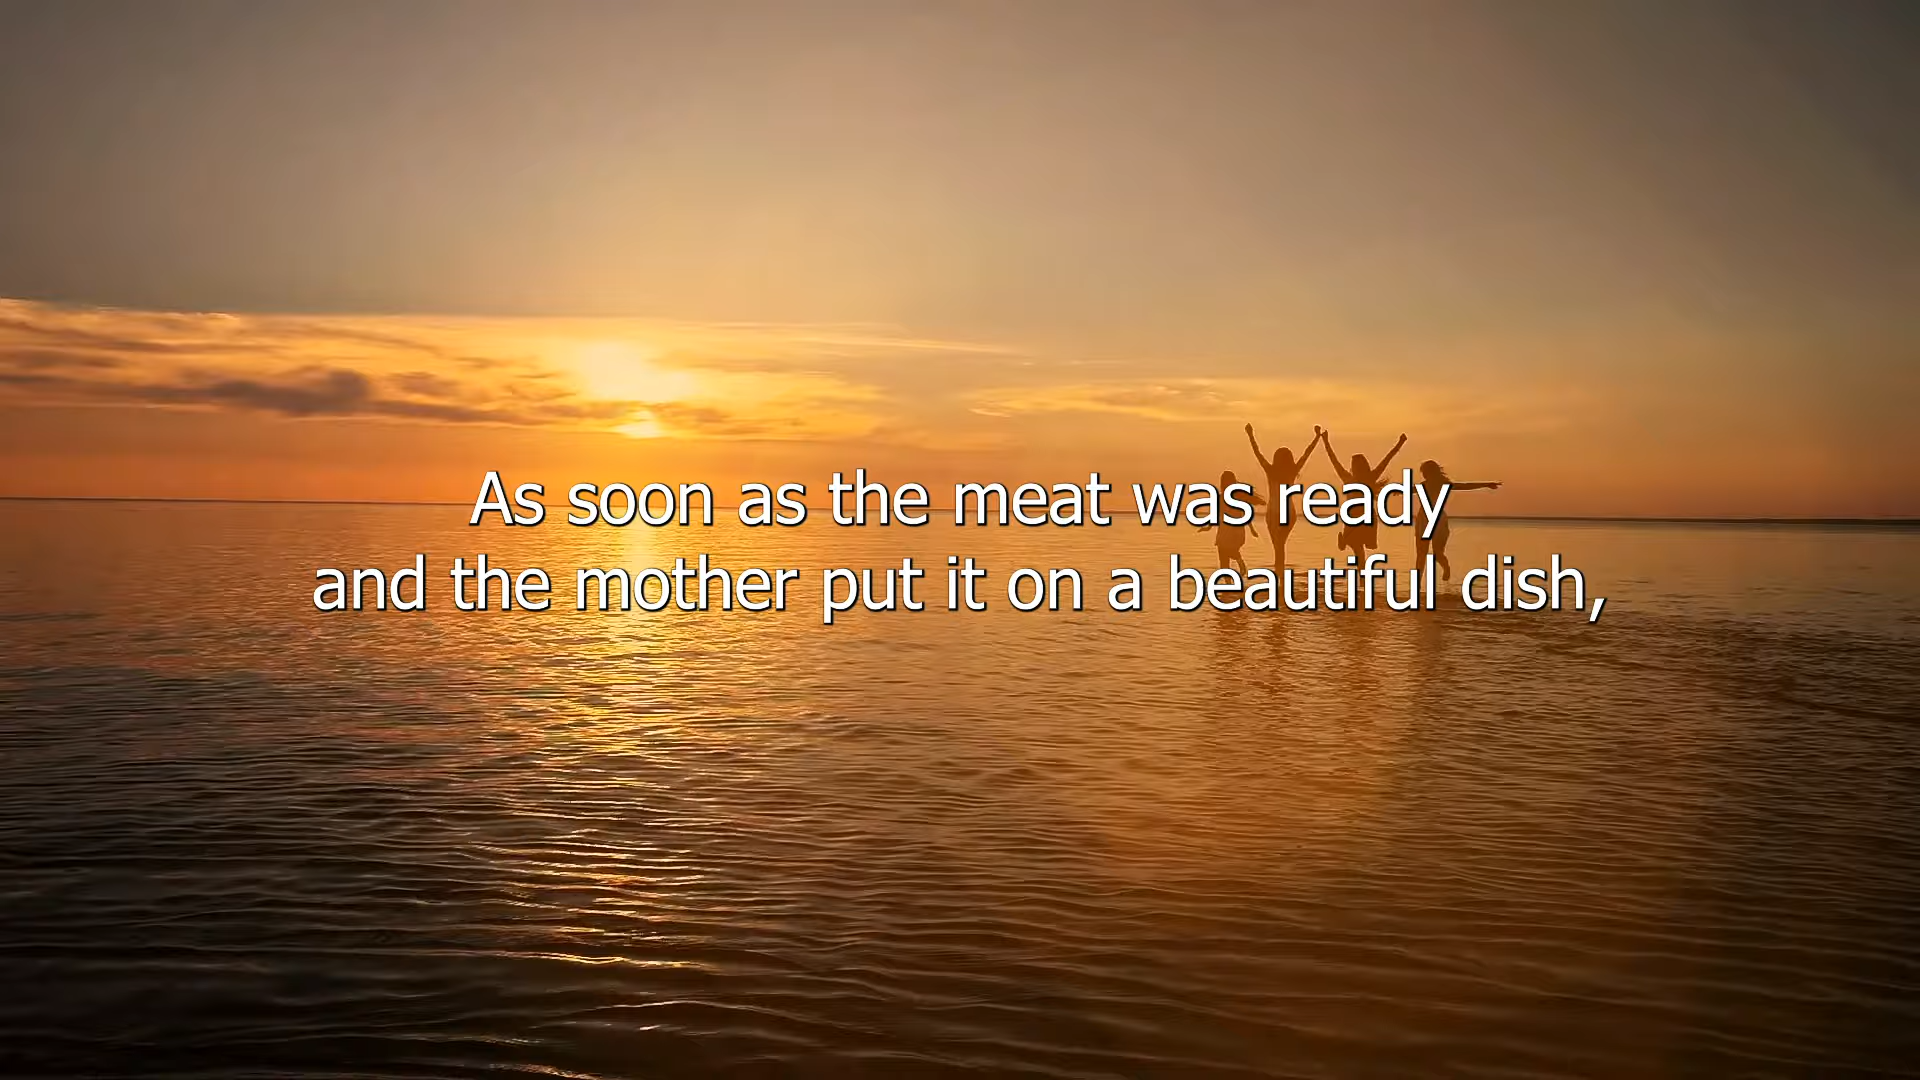 As soon as the meat was ready
and the mother put it on a beautiful dish,